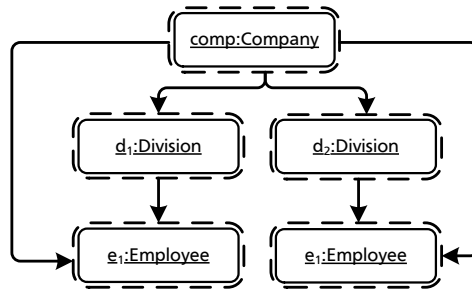 comp:Company
d₁:Division
d₂:Division
e₁:Employee
e₁:Employee